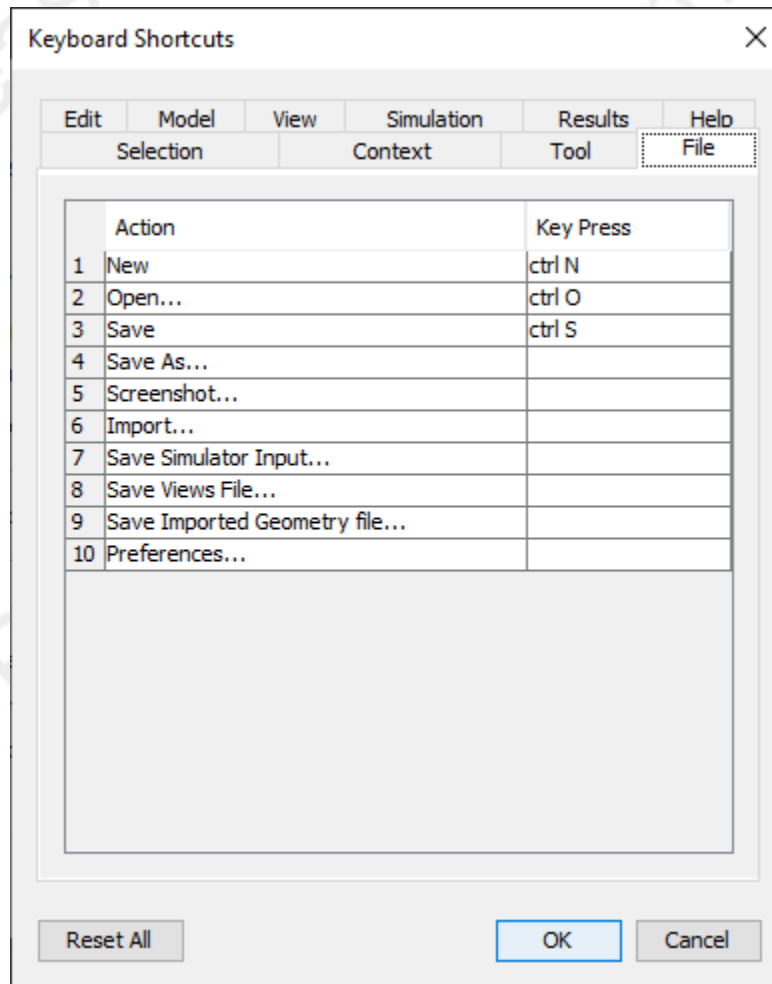 Keyboard Shortcuts
Edit Model View Simulation Results Help
Selection Context Tool File
Action Key Press
1 New ctrl N
2 Open... ctrl O
3 Save ctrl S
4 Save As...
5 Screenshot...
6 Import...
7 Save Simulator Input...
8 Save Views File...
9 Save Imported Geometry file...
10 Preferences...
Reset All OK Cancel